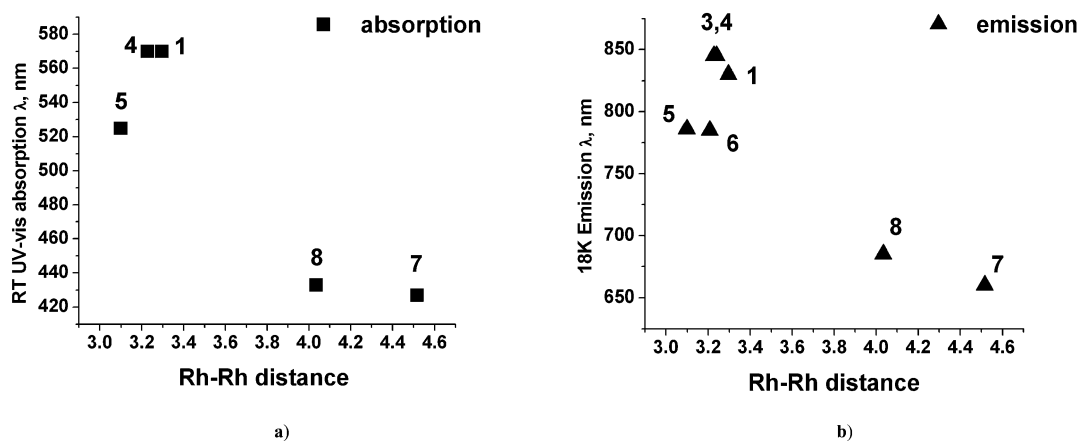 absorption
RT UV-vis absorption λ, nm
580
560
540
520
500
480
460
440
420
4
1
5
8
7
3.0 3.2 3.4 3.6 3.8 4.0 4.2 4.4 4.6
Rh-Rh distance
a)
emission
18K Emission λ, nm
850
800
750
700
650
3,4
1
5
6
8
7
3.0 3.2 3.4 3.6 3.8 4.0 4.2 4.4 4.6
Rh-Rh distance
b)